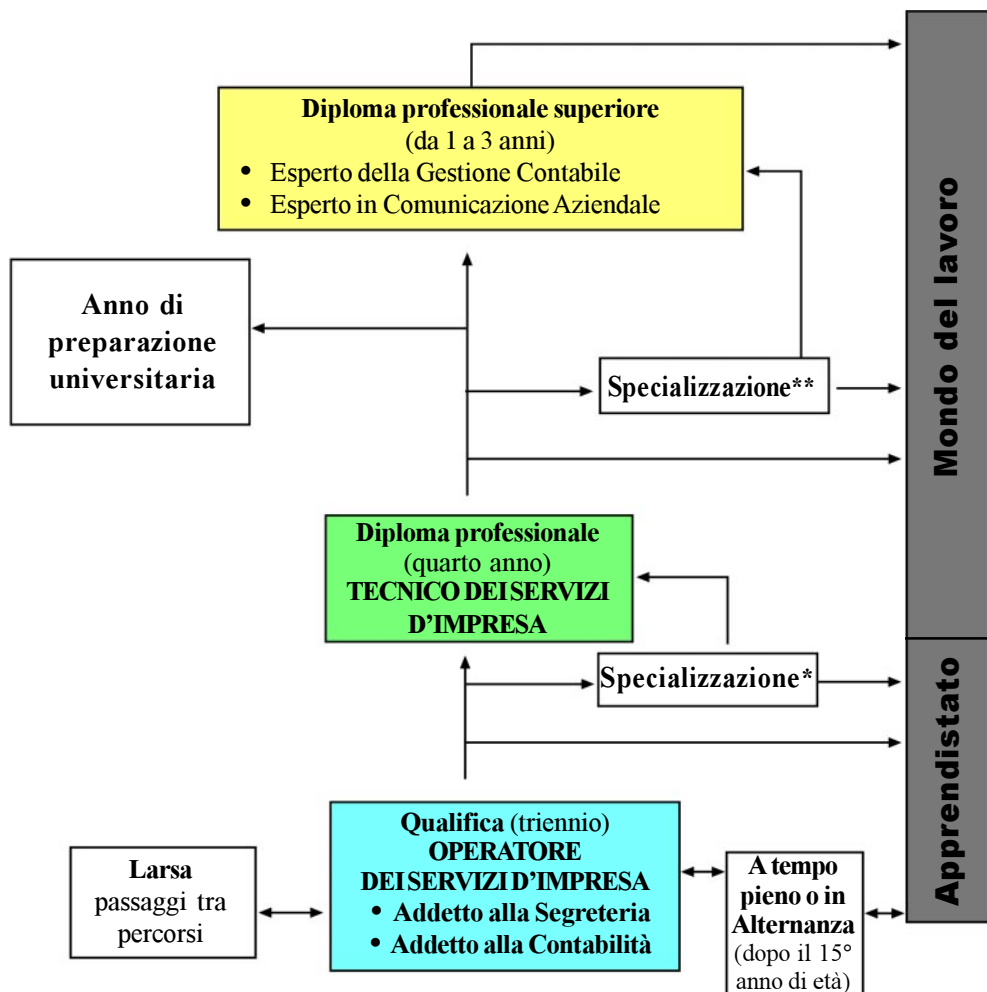 Diploma professionale superiore
(da 1 a 3 anni)
• Esperto della Gestione Contabile
• Esperto in Comunicazione Aziendale
Anno di
preparazione
universitaria
Specializzazione**
Mondo del lavoro
Diploma professionale
(quarto anno)
TECNICO DEI SERVIZI
D’IMPRESA
Specializzazione*
Apprendistato
Qualifica (triennio)
OPERATORE
DEI SERVIZI D’IMPRESA
• Addetto alla Segreteria
• Addetto alla Contabilità
Larsa
passaggi tra
percorsi
A tempo
pieno o in
Alternanza
(dopo il 15°
anno di età)